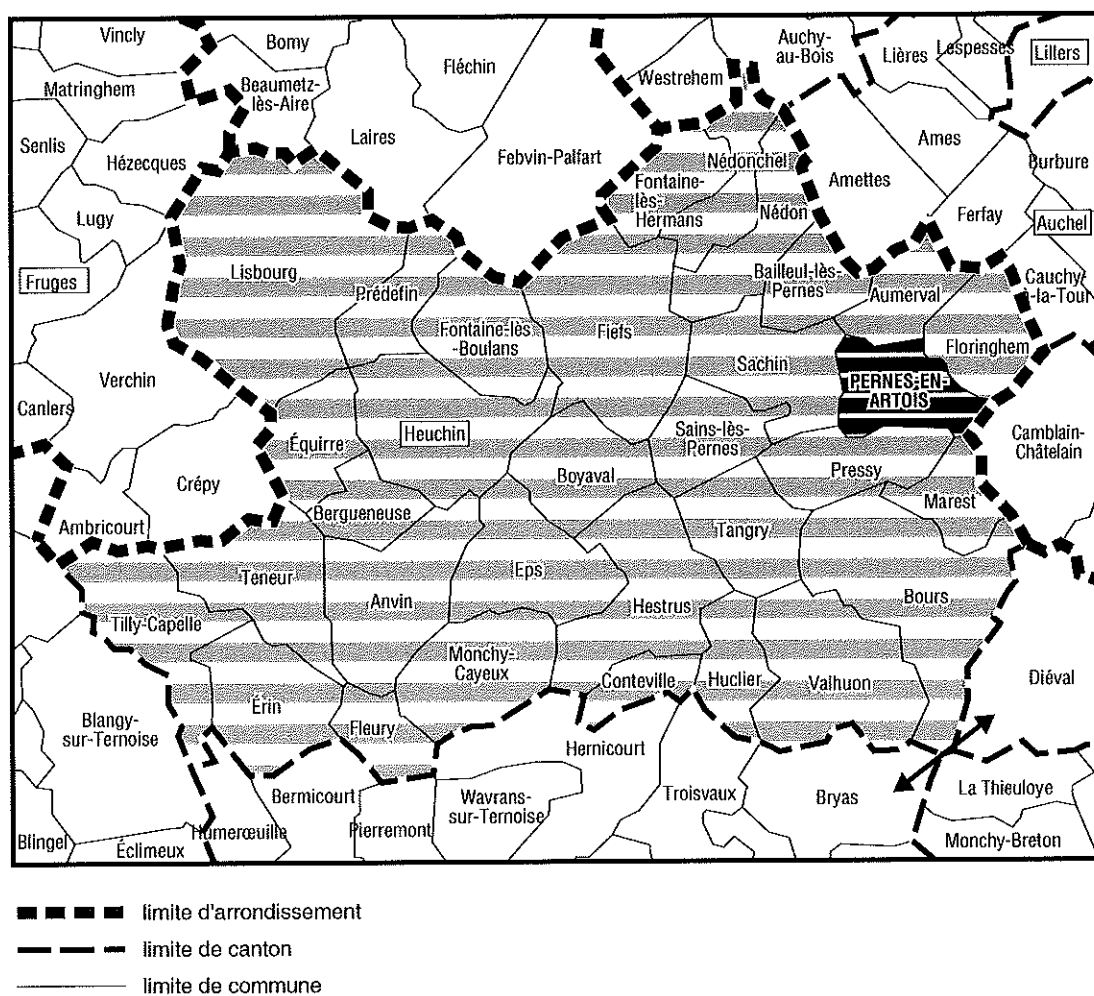 Vincly
Bomy
Fléchin
Auchy-
au-Bois
Lières
Lespesses
Lillers
Matringhem
Beaumetz-
lès-Aire
Westrehem
Senlis
Hézecques
Laires
Febvin-Palfart
Nédonchel
Ames
Burbure
Lugy
Fontaine-
lès-
Hermans
Nédon
Amettes
Ferfay
Auchel
Fruges
Lisbourg
Prédefin
Bailleul-lès-
Pernes
Aumerval
Cauchy
-à-la-Tour
Fontaine-lès
-Boulans
Fiefs
Sachin
Floringhem
Verchin
PERNES-EN-
ARTOIS
Canlers
Équirre
Heuchin
Sains-lès-
Pernes
Camblain-
Châtelain
Crépy
Boyaval
Pressy
Marest
Ambricourt
Bergueneuse
Tangry
Teneur
Eps
Anvin
Hestrus
Bours
Tilly-Capelle
Monchy-
Cayeux
Conteville
Huclier
Valhuon
Diéval
Érin
Blangy-
sur-Ternoise
Fleury
Hernicourt
Bermicourt
Wavrans-
sur-Ternoise
Troisvaux
Bryas
La Thieuloye
Blingel
Éclimeux
Humerœuille
Pierremont
Monchy-Breton
limite d'arrondissement
limite de canton
limite de commune